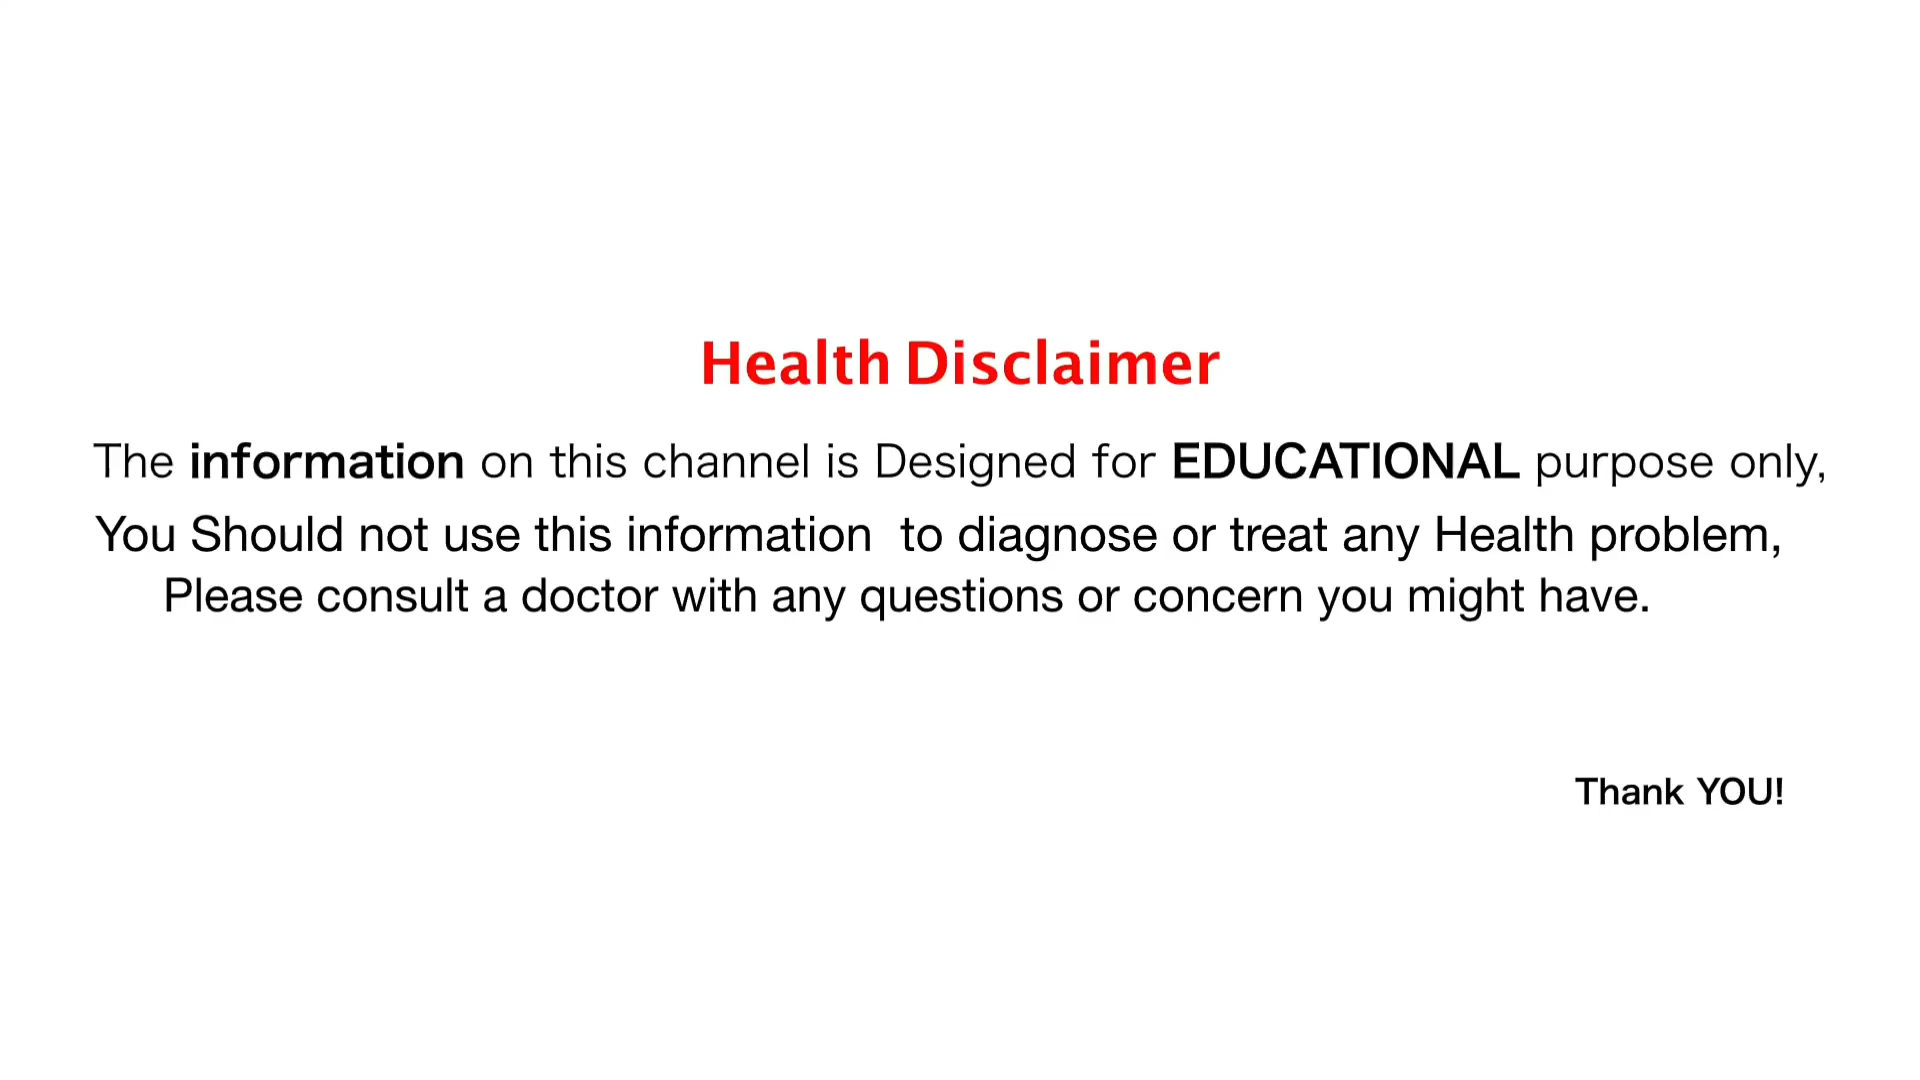 Health Disclaimer
The information on this channel is Designed for EDUCATIONAL purpose only,
You Should not use this information  to diagnose or treat any Health problem,
Please consult a doctor with any questions or concern you might have.
Thank YOU!